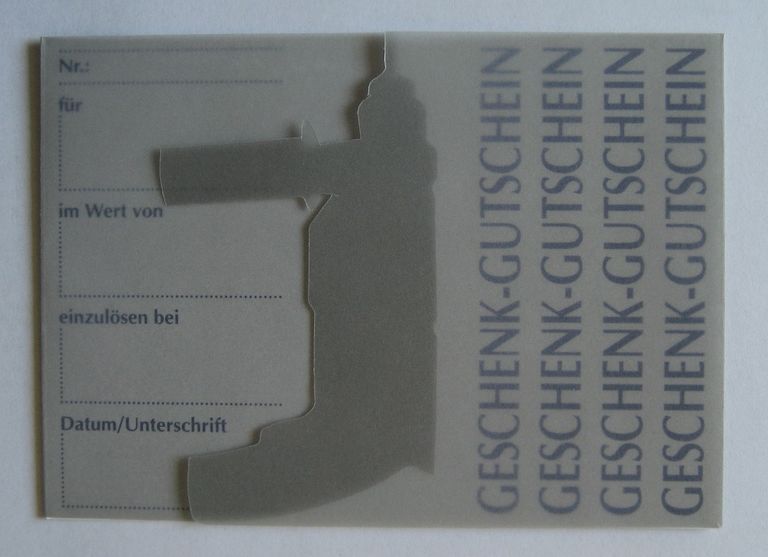 Nr.:
für
im Wert von
einzulösen bei
Datum/Unterschrift
GESCHENK-GUTSCHEIN
GESCHENK-GUTSCHEIN
GESCHENK-GUTSCHEIN
GESCHENK-GUTSCHEIN